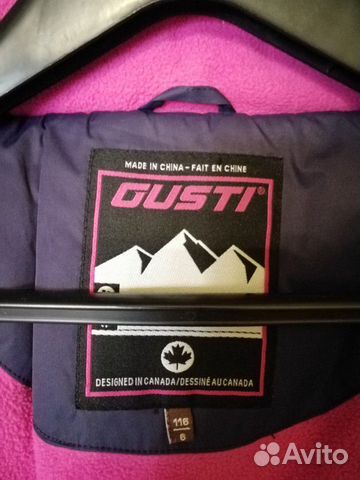 MADE IN CHINA - FAIT EN CHINE
GUSTI®
DESIGNED IN CANADA/DESSINÉ AU CANADA
116
6
Avito